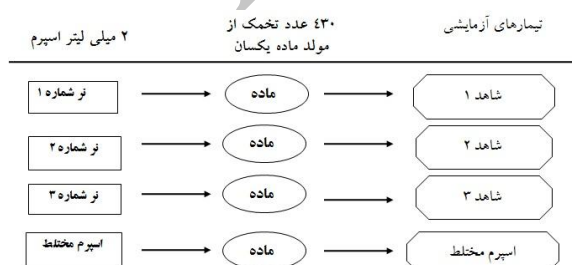 تیمارهای آزمایشی
۴۳۰ عدد تخمک از
مولد ماده یکسان
۲ میلی لیتر اسپرم
شاهد ۱
ماده
نر شماره ۱
شاهد ۲
ماده
نر شماره ۲
شاهد ۳
ماده
نر شماره ۳
اسپرم مختلط
ماده
اسپرم مختلط